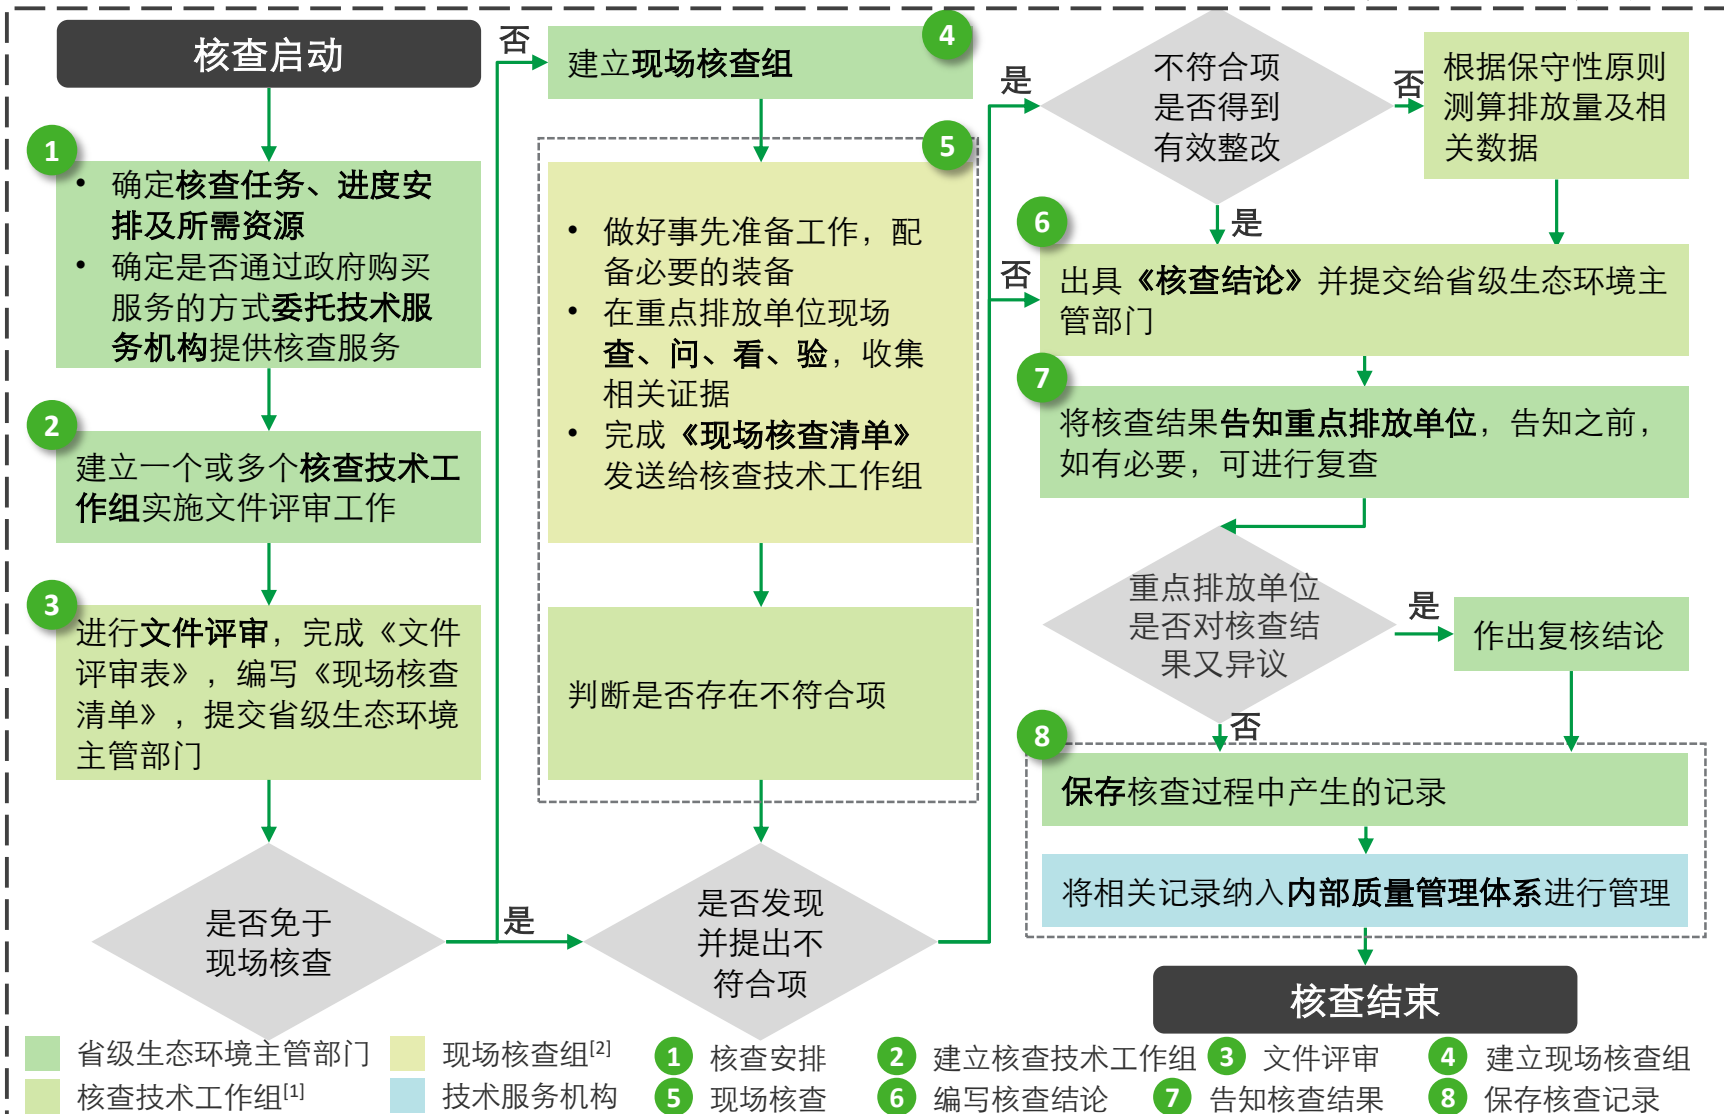 核查启动
1
• 确定核查任务、进度安
排及所需资源
• 确定是否通过政府购买
服务的方式委托技术服
务机构提供核查服务
2
建立一个或多个核查技术工
作组实施文件评审工作
3
进行文件评审，完成《文件
评审表》，编写《现场核查
清单》，提交省级生态环境
主管部门
是否免于
现场核查
否
是
4
建立现场核查组
5
• 做好事先准备工作，配
备必要的装备
• 在重点排放单位现场
查、问、看、验，收集
相关证据
• 完成《现场核查清单》
发送给核查技术工作组
判断是否存在不符合项
是否发现
并提出不
符合项
是
否
不符合项
是否得到
有效整改
否
是
根据保守性原则
测算排放量及相
关数据
6
出具《核查结论》并提交给省级生态环境主
管部门
7
将核查结果告知重点排放单位，告知之前，
如有必要，可进行复查
重点排放单位
是否对核查结
果又异议
是
否
作出复核结论
8
保存核查过程中产生的记录
将相关记录纳入内部质量管理体系进行管理
核查结束
省级生态环境主管部门
现场核查组[2]
1 核查安排
2 建立核查技术工作组
3 文件评审
4 建立现场核查组
核查技术工作组[1]
技术服务机构
5 现场核查
6 编写核查结论
7 告知核查结果
8 保存核查记录